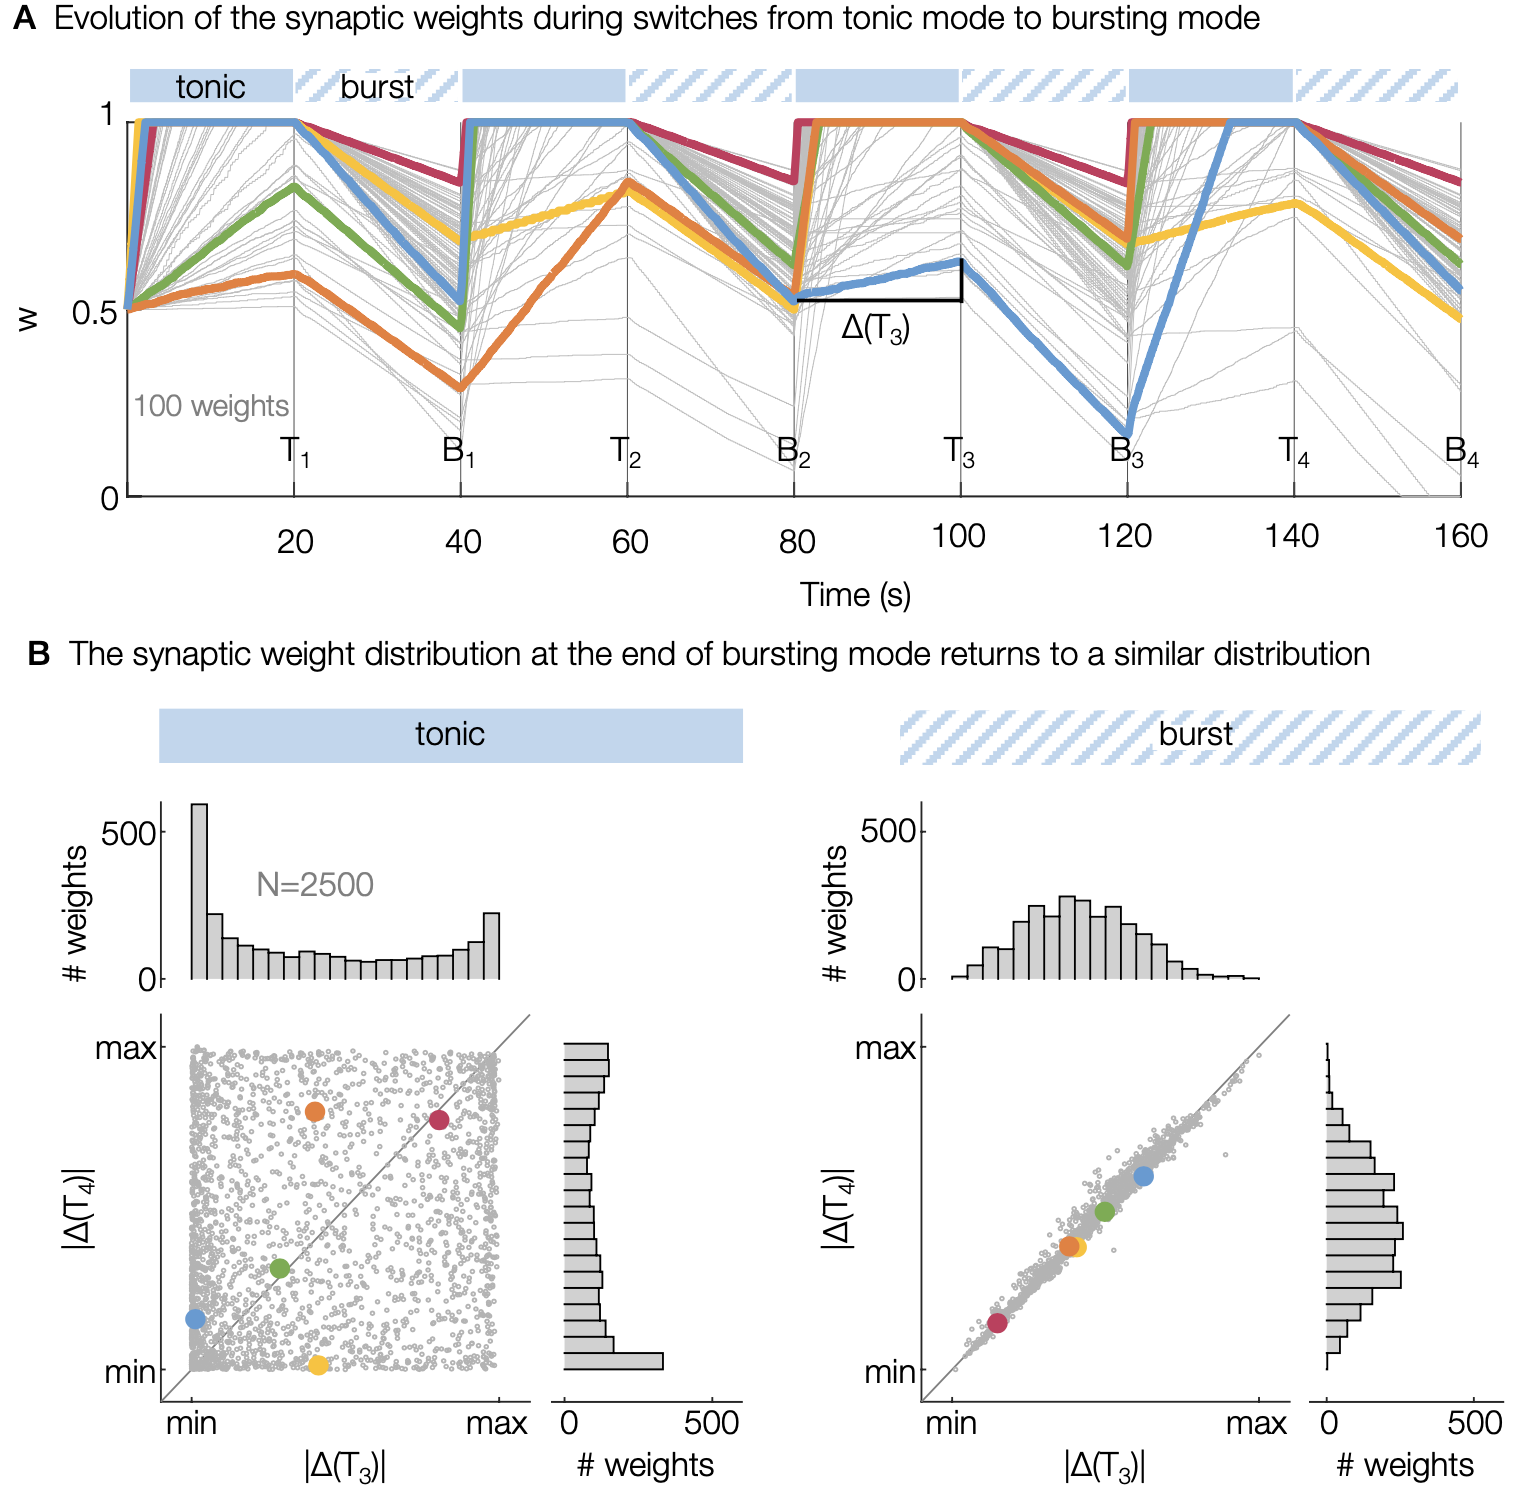 A Evolution of the synaptic weights during switches from tonic mode to bursting mode
tonic
burst
1
0.5
0
w
100 weights
Δ(T3)
T1
B1
T2
B2
T3
B3
T4
B4
20
40
60
80
100
120
140
160
Time (s)
B The synaptic weight distribution at the end of bursting mode returns to a similar distribution
tonic
burst
500
0
# weights
N=2500
500
0
# weights
max
min
|Δ(T4)|
min
max
|Δ(T3)|
0
500
# weights
max
min
|Δ(T4)|
min
max
|Δ(T3)|
0
500
# weights